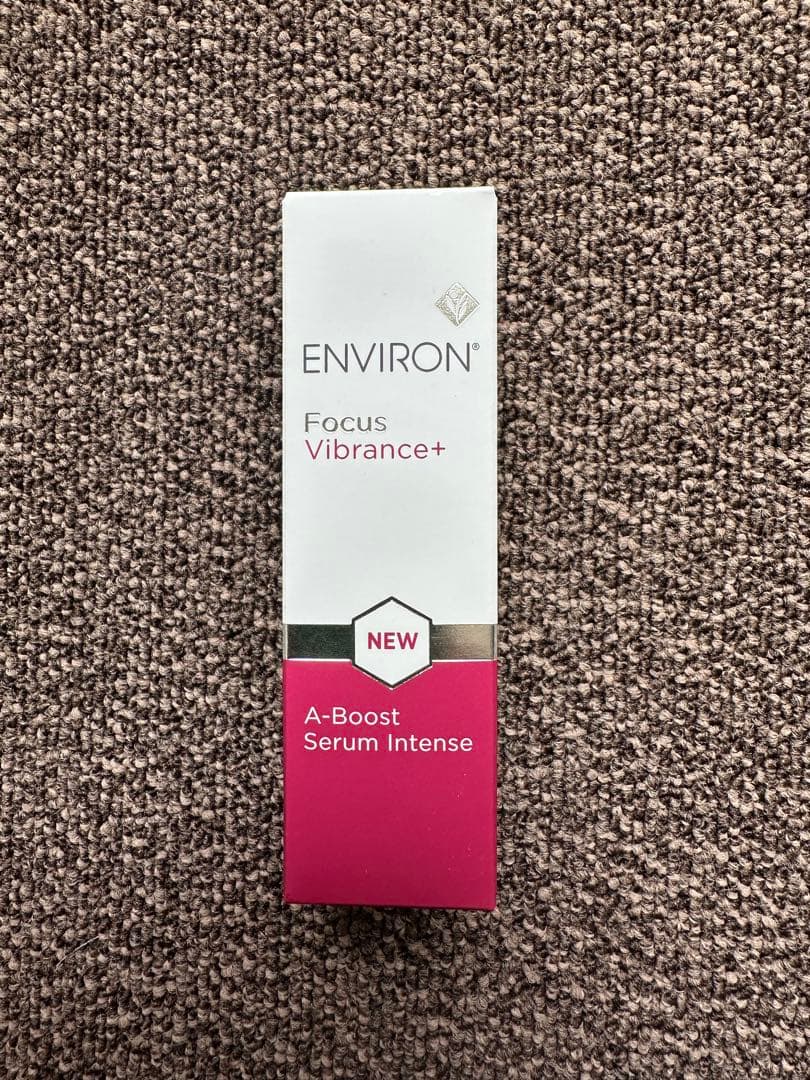 ENVIRON®
Focus
Vibrance+
NEW
A-Boost
Serum Intense